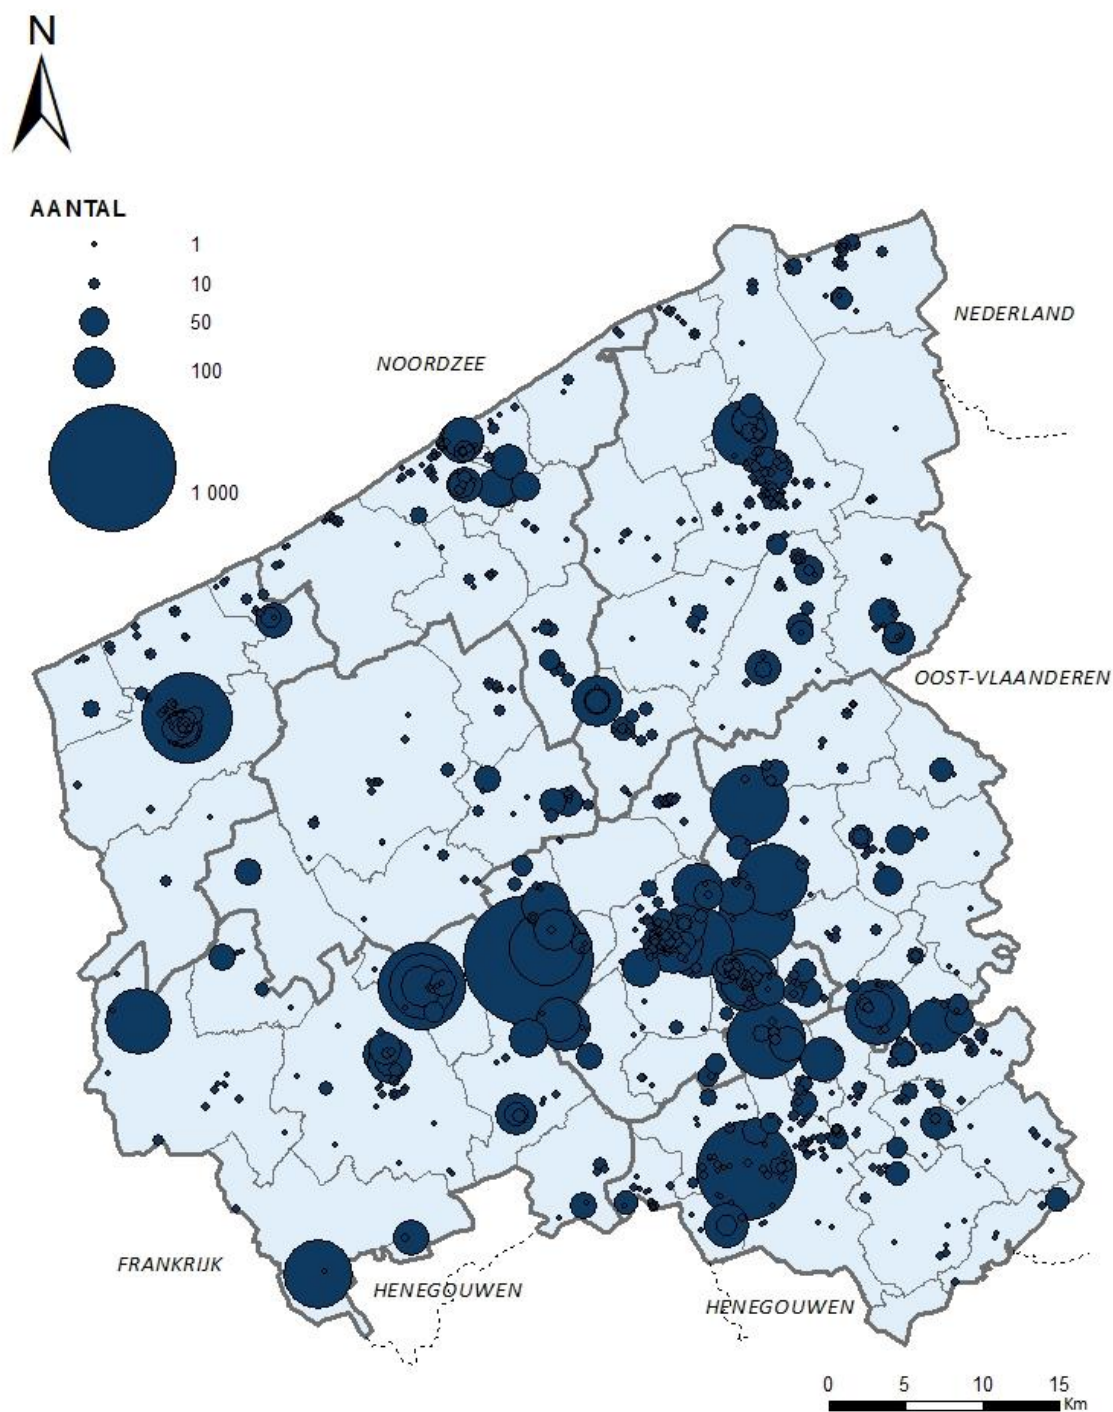 N
AANTAL
1
10
50
100
1 000
NOORDZEE
NEDERLAND
OOST-VLAANDEREN
FRANKRIJK
HENEGOUWEN
HENEGOUWEN
0 5 10 15
Km